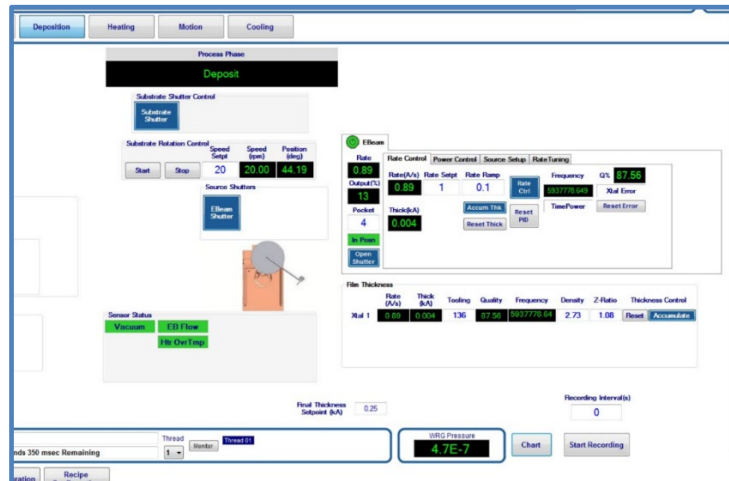 Deposition Heating Motion Cooling
Process Phase
Deposit
Substrate Shutter Control
Substrate Shutter
Substrate Rotation Control
Speed Setpt Speed (rpm) Position (deg)
Start Stop 20 20.00 44.19
Source Shutters
EBeam Shutter
EBeam
Rate
0.89
Output(%)
13
Pocket
4
In Posn
Open Shutter
Rate Control Power Control Source Setup RateTuning
Rate(A/s) Rate Setpt Rate Ramp
0.89 1 0.1
Rate Ctrl
Frequency Q% 87.56
5937778.649 Xtal Error
Thick(kA)
0.004
Accum Thk
Reset Thick
Reset PID
TimePower Reset Error
Film Thickness
Rate (A/s) Thick (kA) Tooling Quality Frequency Density Z-Ratio Thickness Control
Xtal 1 0.89 0.004 136 87.56 5937778.64 2.73 1.08 Reset Accumulate
Sensor Status
Vacuum EB Flow
Htr OvrTmp
Final Thickness Setpoint (kA) 0.25
Recording Interval(s)
0
nds 350 msec Remaining
Thread
1
Monitor
Thread 01
WRG Pressure
4.7E-7
Chart
Start Recording
ration
Recipe